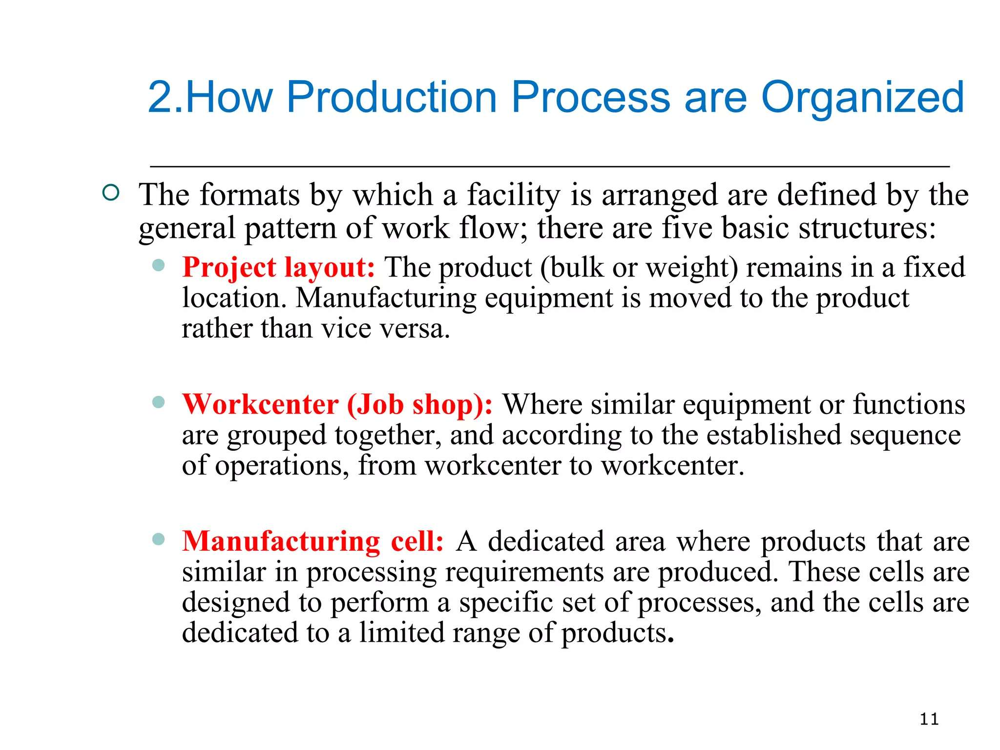 2.How Production Process are Organized
The formats by which a facility is arranged are defined by the
general pattern of work flow; there are five basic structures:
Project layout: The product (bulk or weight) remains in a fixed
location. Manufacturing equipment is moved to the product
rather than vice versa.
Workcenter (Job shop): Where similar equipment or functions
are grouped together, and according to the established sequence
of operations, from workcenter to workcenter.
Manufacturing cell: A dedicated area where products that are
similar in processing requirements are produced. These cells are
designed to perform a specific set of processes, and the cells are
dedicated to a limited range of products.
11